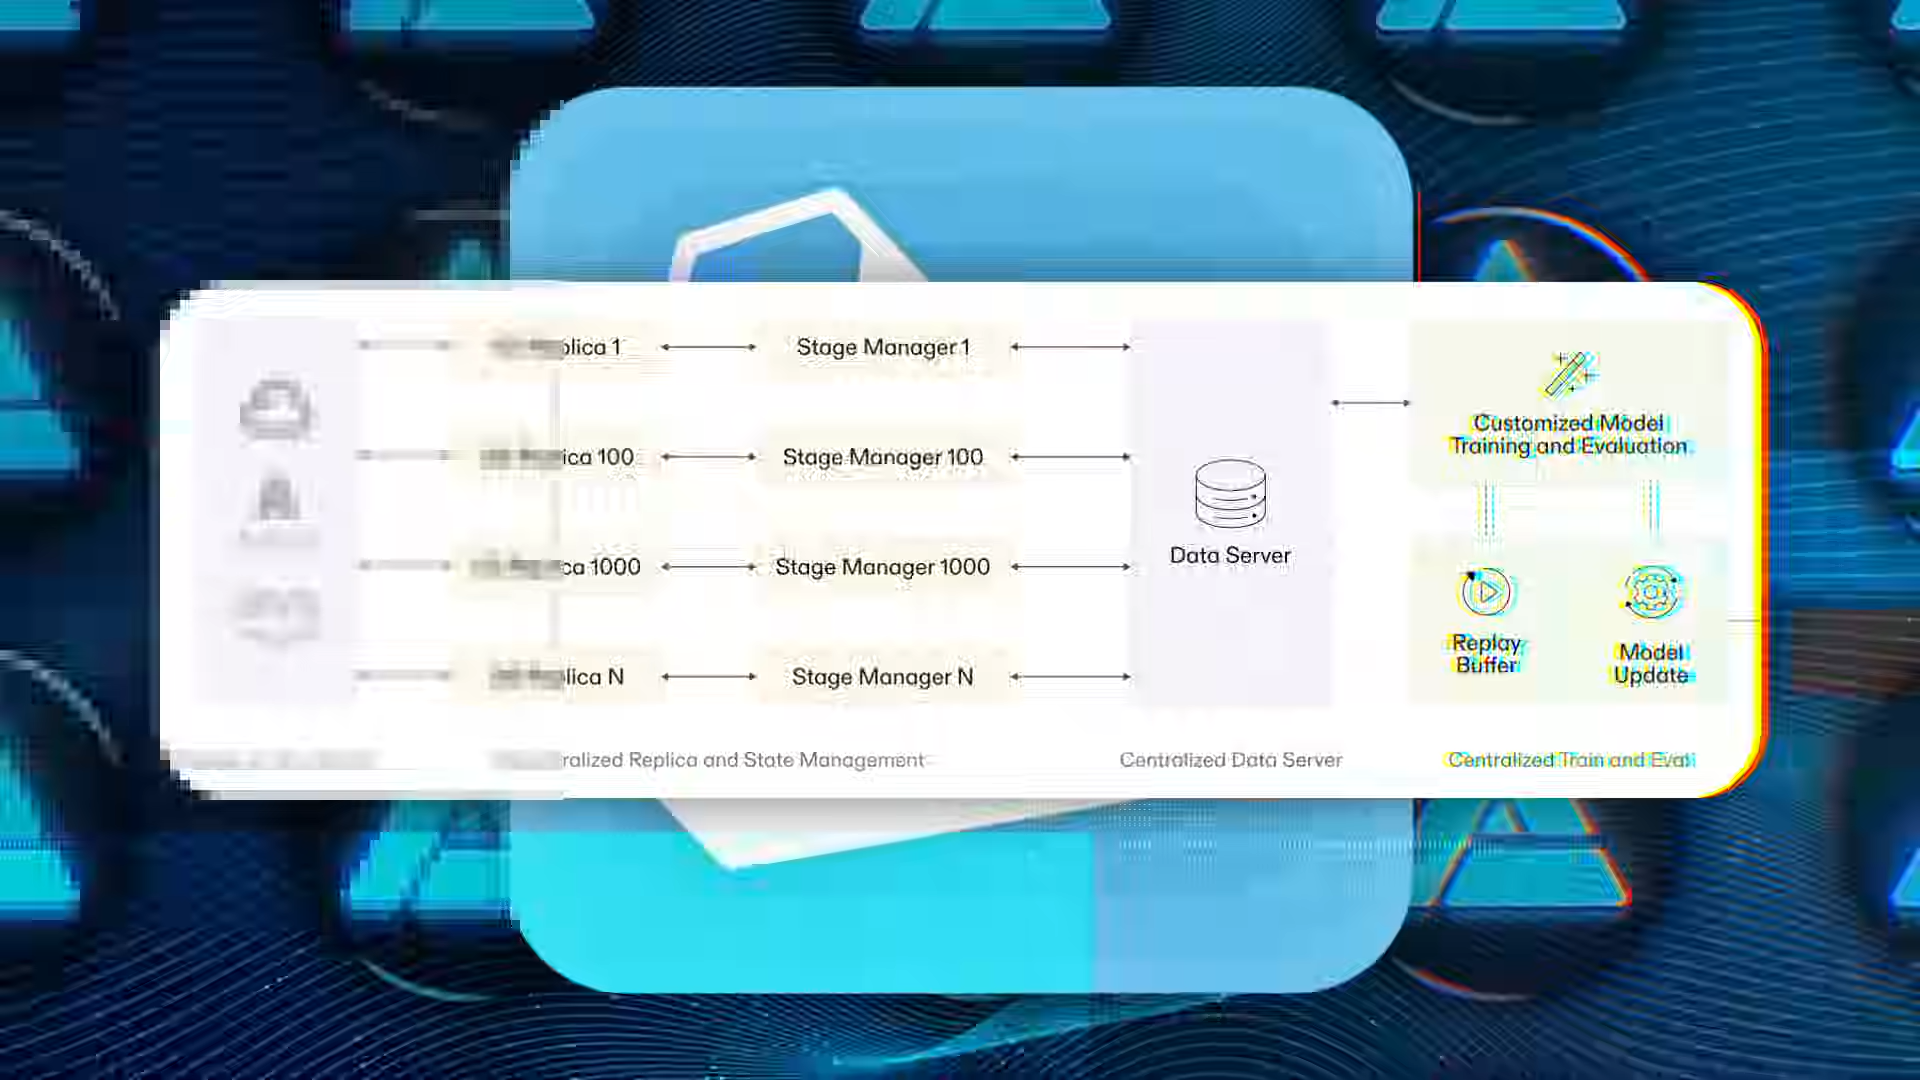 plica 1
Stage Manager 1
ica 100
Stage Manager 100
ca 1000
Stage Manager 1000
lica N
Stage Manager N
Data Server
Customized Model
Training and Evaluation
Replay
Buffer
Model
Update
ralized Replica and State Management
Centralized Data Server
Centralized Train and Eval